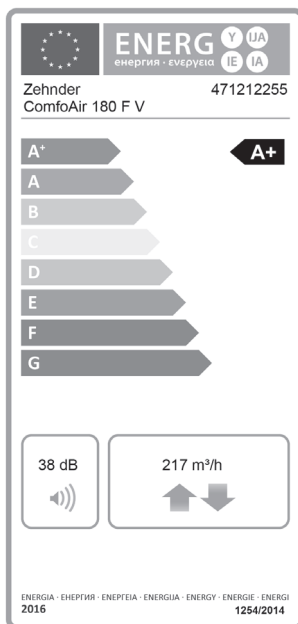 ENERG Y IJA
енергия · ενεργεια IE IA
Zehnder 471212255
ComfoAir 180 F V
A+ A+
A
B
C
D
E
F
G
38 dB 217 m³/h
ENERGIA · ЕНЕРГИЯ · ΕΝΕΡΓΕΙΑ · ENERGIJA · ENERGY · ENERGIE · ENERGI
2016 1254/2014